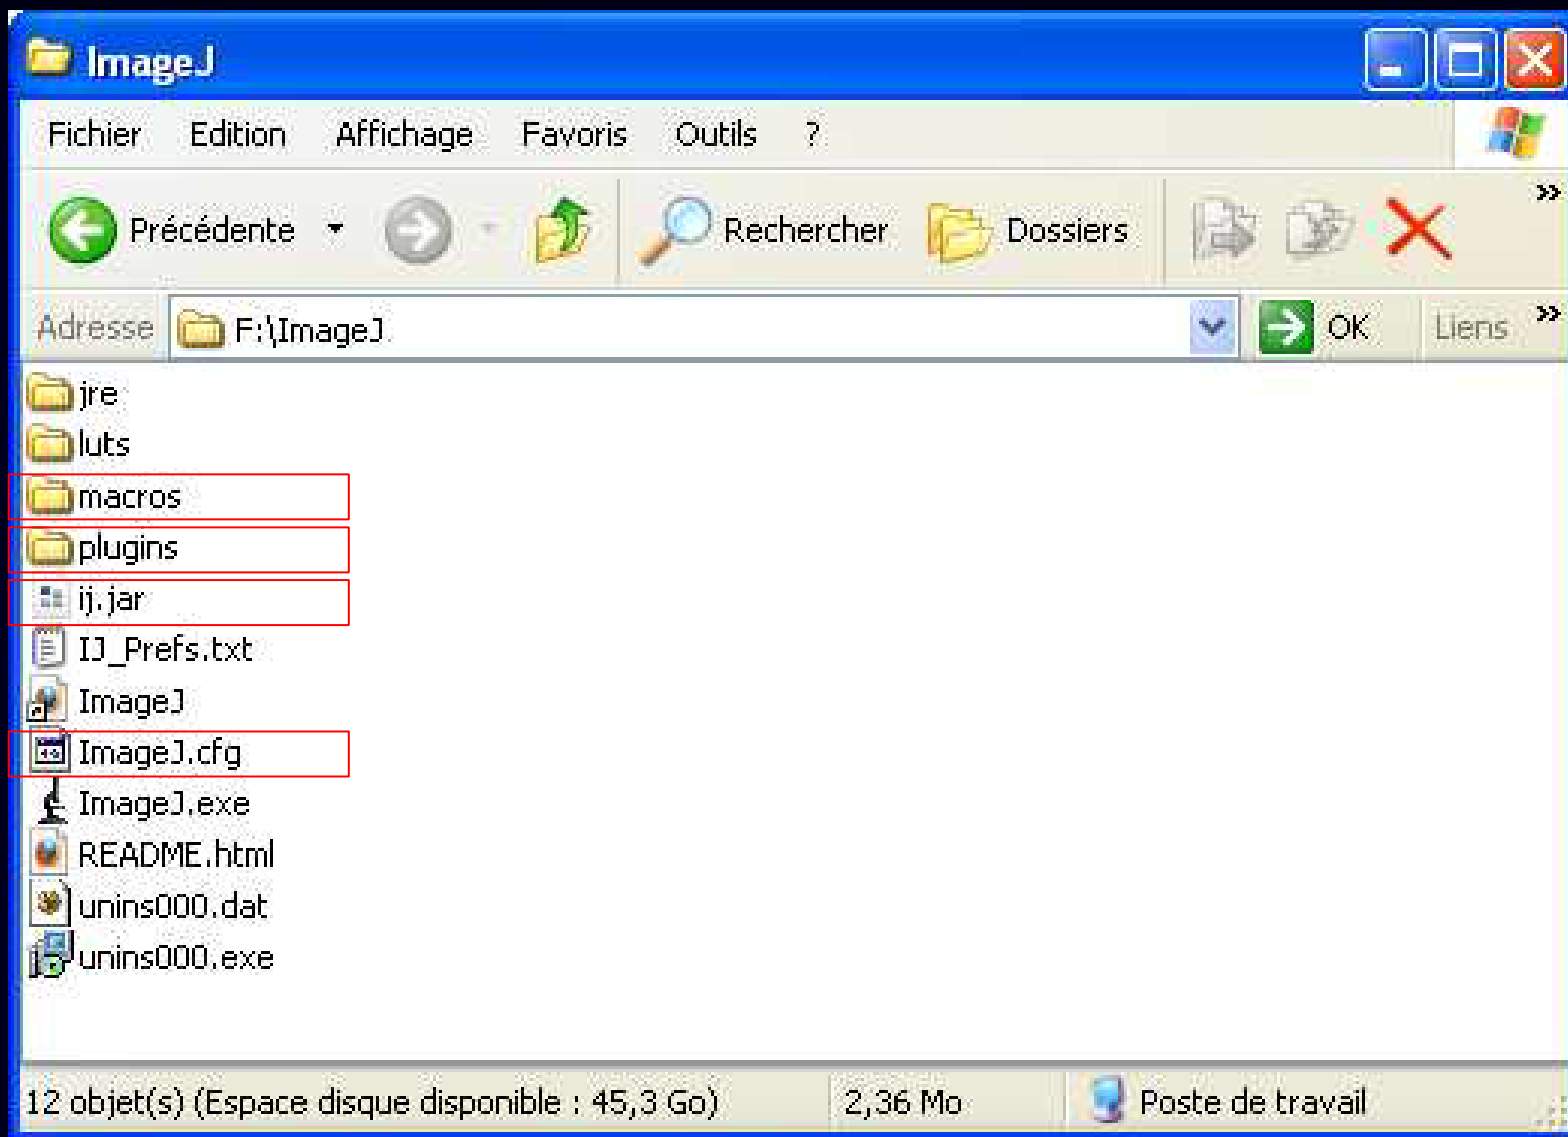 ImageJ
Fichier Edition Affichage Favoris Outils ?
Précédente Rechercher Dossiers »
Adresse F:\ImageJ OK Liens »
jre
luts
macros
plugins
ij.jar
IJ_Prefs.txt
ImageJ
ImageJ.cfg
ImageJ.exe
README.html
unins000.dat
unins000.exe
12 objet(s) (Espace disque disponible : 45,3 Go) 2,36 Mo Poste de travail